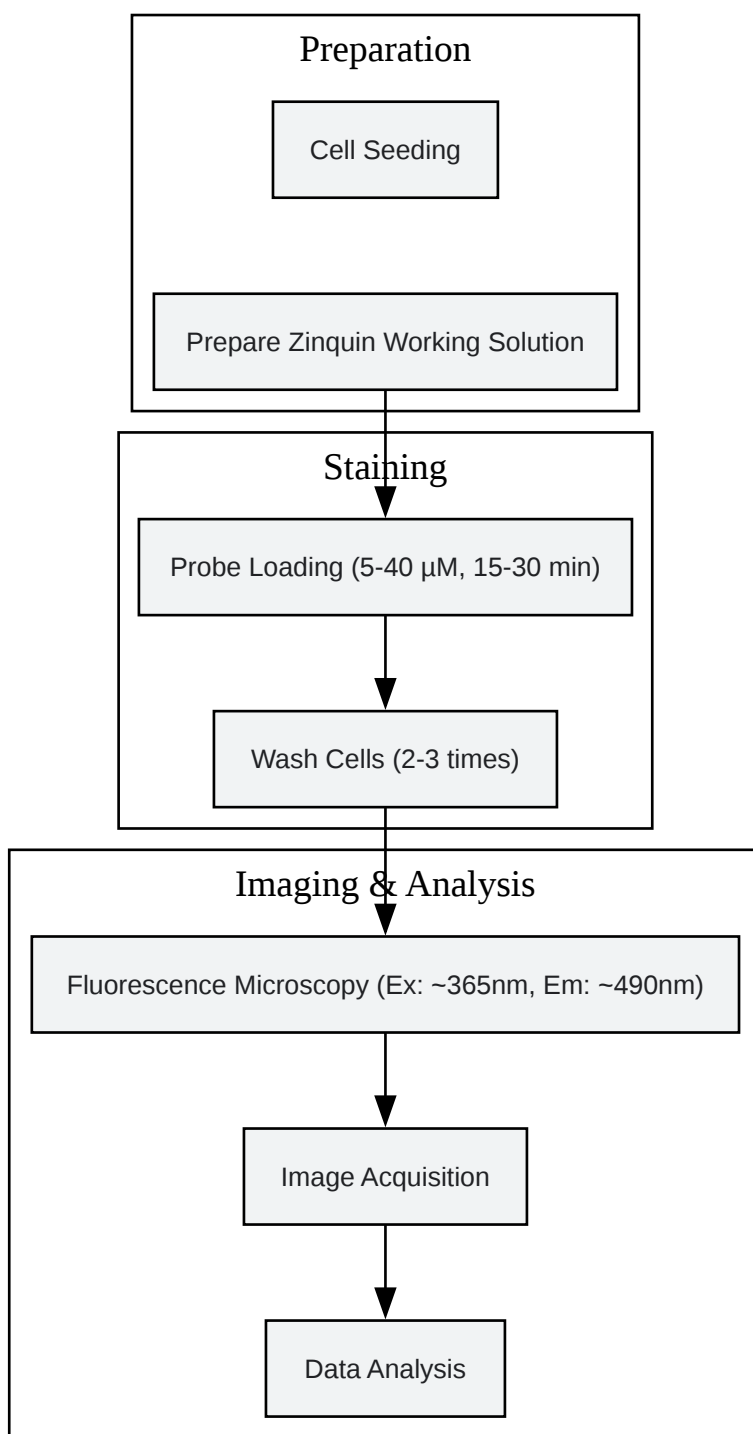 Preparation
Cell Seeding
Prepare Zinquin Working Solution
Staining
Probe Loading (5-40 µM, 15-30 min)
Wash Cells (2-3 times)
Imaging & Analysis
Fluorescence Microscopy (Ex: ~365nm, Em: ~490nm)
Image Acquisition
Data Analysis